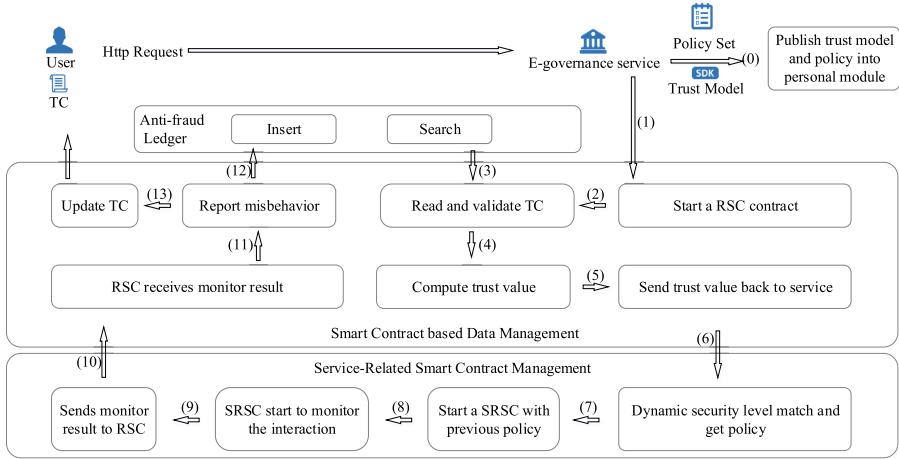 Policy Set
(0)
Publish trust model
and policy into
personal module
User
Http Request
E-governance service
SDK
Trust Model
TC
Anti-fraud
Ledger
Insert
Search
(1)
(12)
(3)
Update TC
(13)
Report misbehavior
Read and validate TC
(2)
Start a RSC contract
(11)
(4)
RSC receives monitor result
Compute trust value
(5)
Send trust value back to service
Smart Contract based Data Management
(6)
(10)
Service-Related Smart Contract Management
Sends monitor
result to RSC
(9)
SRSC start to monitor
the interaction
(8)
Start a SRSC with
previous policy
(7)
Dynamic security level match and
get policy